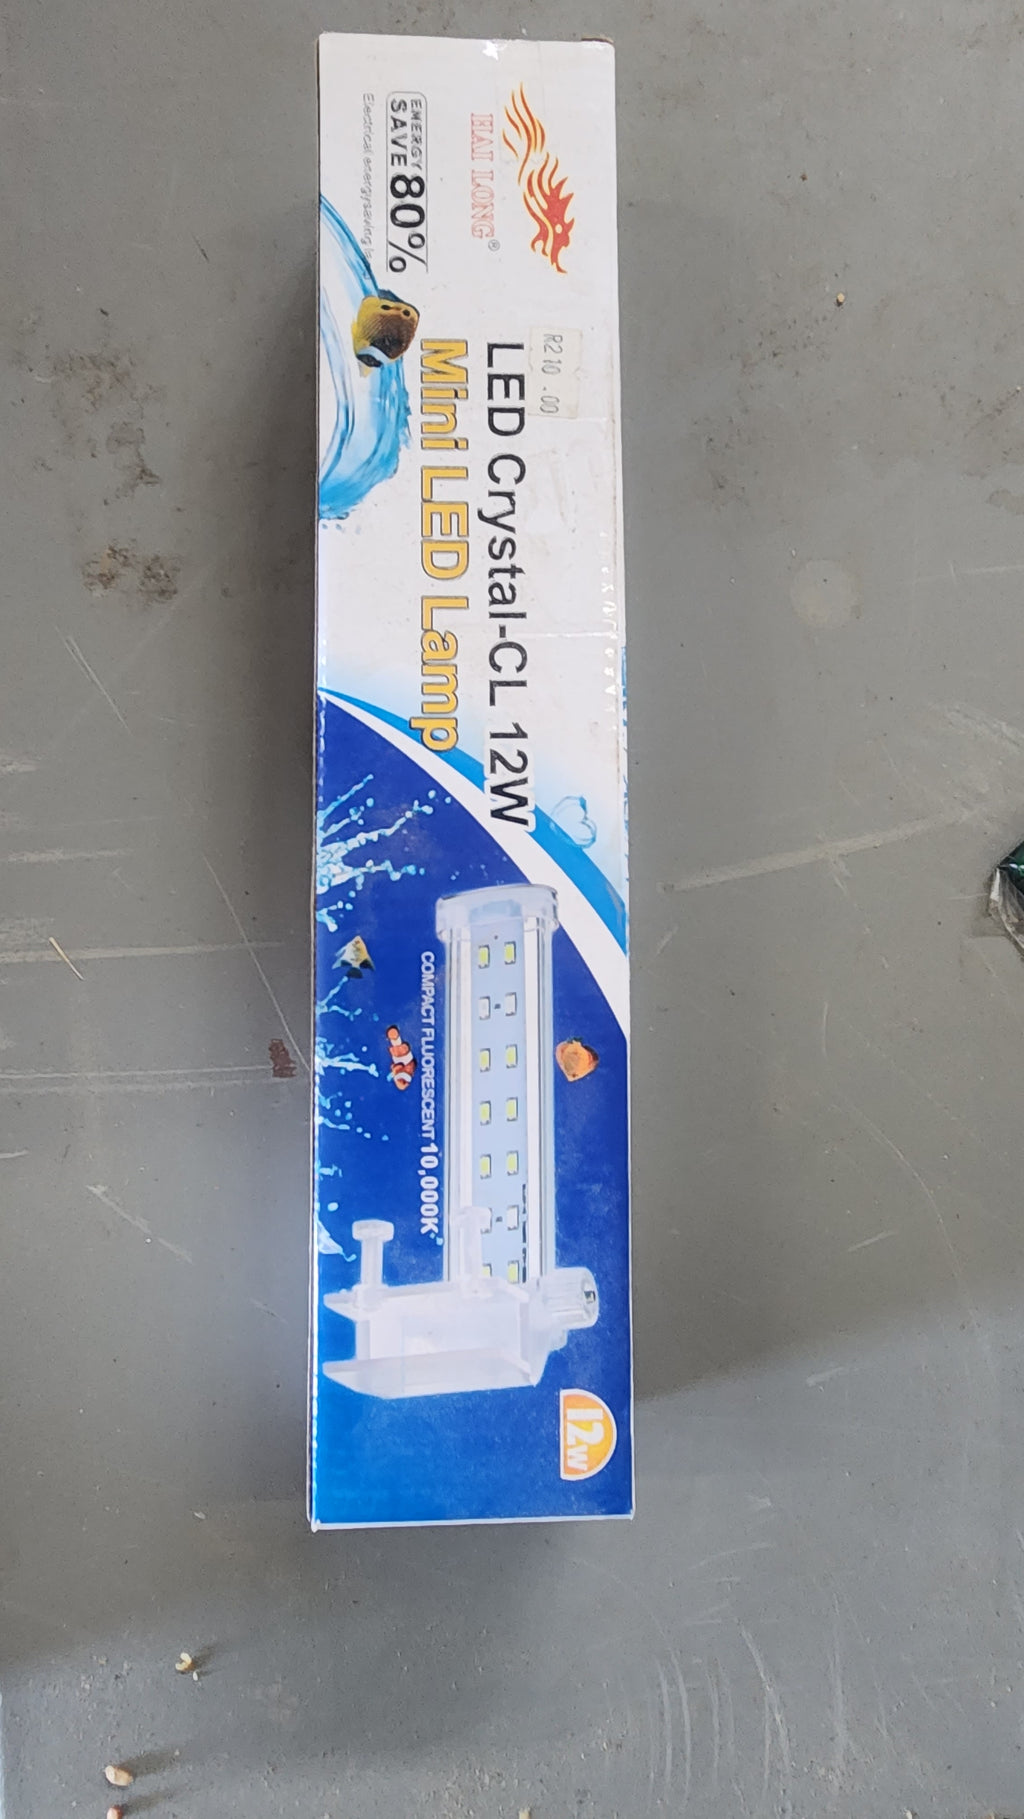 HAI LONG®
ENERGY
SAVE 80%
Electrical energysaving
R210.00
LED Crystal-CL 12W
Mini LED Lamp
COMPACT FLUORESCENT 10,000K
12W